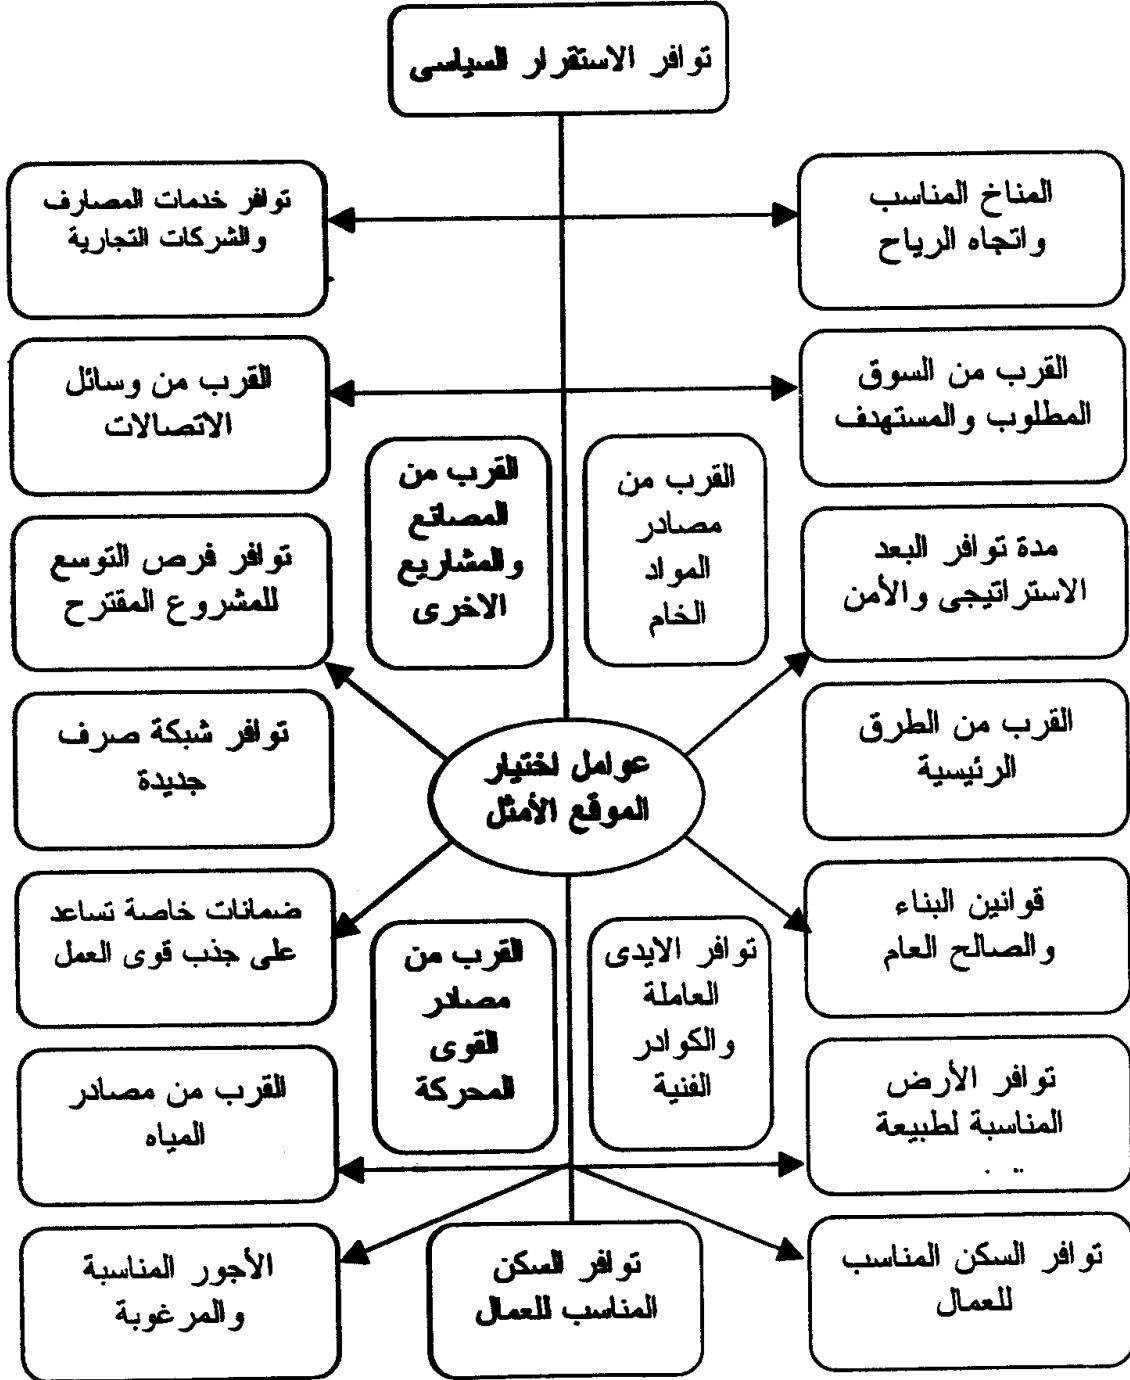 توافر الاستقرار السياسى
المناخ المناسب
واتجاه الرياح
توافر خدمات المصارف
والشركات التجارية
القرب من السوق
المطلوب والمستهدف
القرب من وسائل
الاتصالات
القرب من
مصادر
المواد
الخام
القرب من
المصانع
والمشاريع
الاخرى
مدة توافر البعد
الاستراتيجى والأمن
توافر فرص التوسع
للمشروع المقترح
القرب من الطرق
الرئيسية
عوامل اختيار
الموقع الأمثل
توافر شبكة صرف
جديدة
قوانين البناء
والصالح العام
توافر الايدى
العاملة
والكوادر
الفنية
القرب من
مصادر
القوى
المحركة
ضمانات خاصة تساعد
على جذب قوى العمل
توافر الأرض
المناسبة لطبيعة
القرب من مصادر
المياه
توافر السكن المناسب
للعمال
توافر السكن
المناسب للعمال
الأجور المناسبة
والمرغوبة